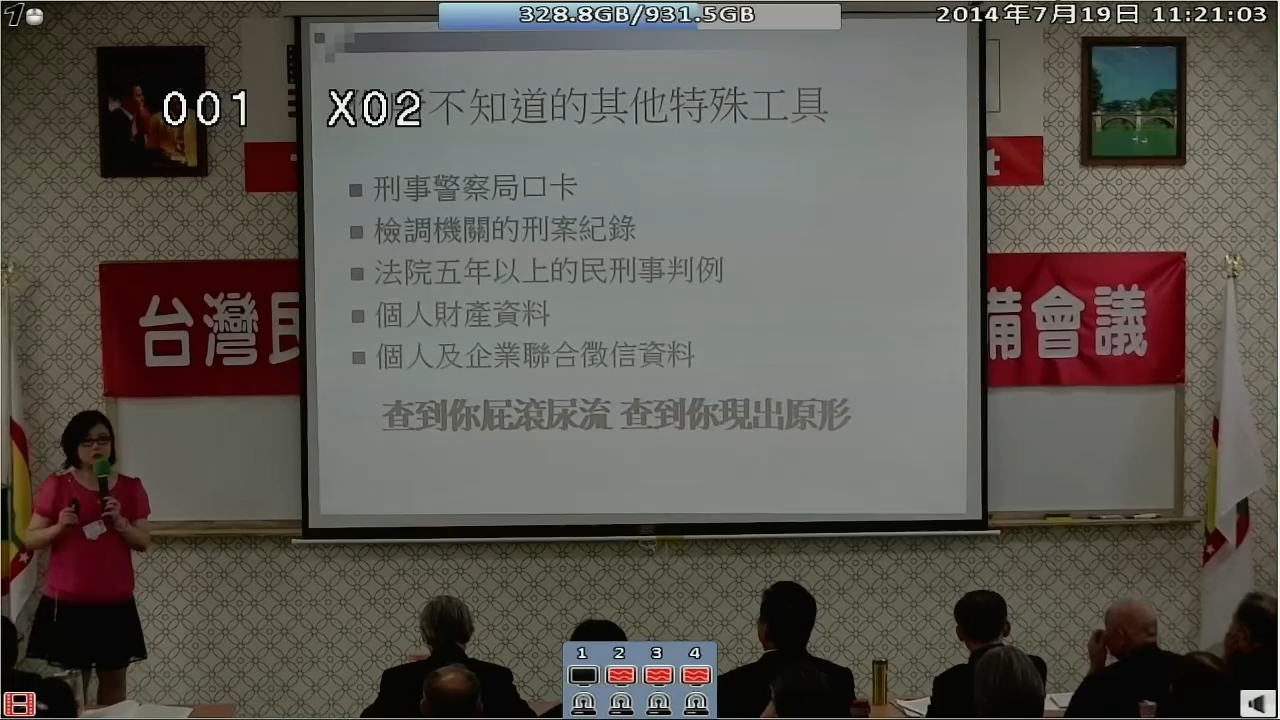 328.8GB/931.5GB
2014年7月19日 11:21:03
001
X02
不知道的其他特殊工具
t
刑事警察局口卡
檢調機關的刑案紀錄
法院五年以上的民刑事判例
個人財產資料
個人及企業聯合徵信資料
查到你屁滾尿流 查到你現出原形
台灣民
備會議
1 2 3 4